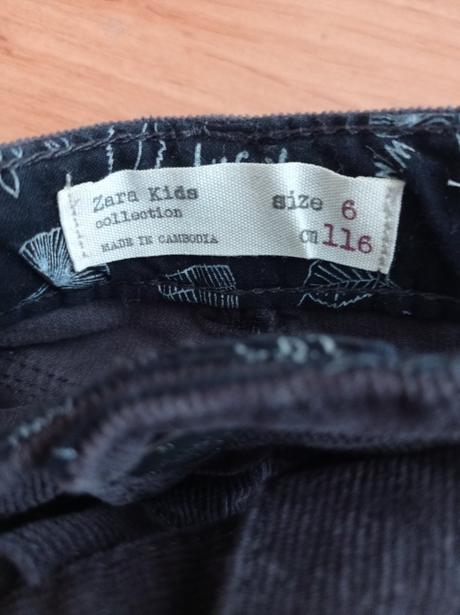 Zara Kids
collection
MADE IN CAMBODIA
size 6
cm 116